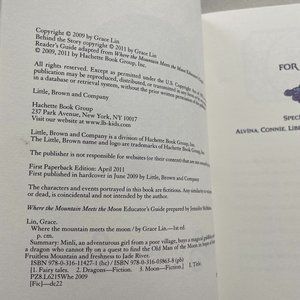 Copyright © 2009 by Grace Lin
Behind the Story copyright © 2011 by Grace Lin
Reader's Guide adapted from Where the Mountain Meets the Moon Educator's
© 2009, 2011 by Hachette Book Group, Inc.
All rights reserved. Except as permitted under the U.S. Copyright Act of
publication may be reproduced, distributed, or transmitted in any form
a database or retrieval system, without the prior written permission of
Little, Brown and Company
Hachette Book Group
237 Park Avenue, New York, NY 10017
Visit our website at www.lb-kids.com
Little, Brown and Company is a division of Hachette Book Group, Inc.
The Little, Brown name and logo are trademarks of Hachette Book Group, Inc.
The publisher is not responsible for websites (or their content) that are not
First Paperback Edition: April 2011
First published in hardcover in June 2009 by Little, Brown and Company
The characters and events portrayed in this book are fictitious. Any similarity to real
or dead, is coincidental and not intended by the
Where the Mountain Meets the Moon Educator's Guide prepared by Jennifer
Lin, Grace.
Where the mountain meets the moon / by Grace Lin.—1st ed.
p. cm.
Summary: Minli, an adventurous girl from a poor village, buys a magical
a dragon who cannot fly on a quest to find the Old Man of the Moon in
Fruitless Mountain and freshness to Jade River.
ISBN 978-0-316-11427-1 (hc) / ISBN 978-0-316-03863-8 (pb)
[1. Fairy tales. 2. Dragons—Fiction. 3. Moon—Fiction.] I. Title.
PZ8.L6215Whe 2009
[Fic]—dc22
FOR
SPECI
ALVINA, CONNIE, LIBB